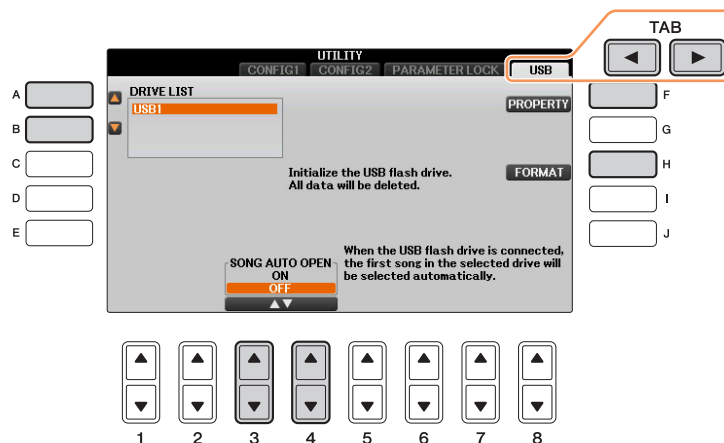 TAB
UTILITY
CONFIG1 CONFIG2 PARAMETER LOCK USB
A
DRIVE LIST
USB1
PROPERTY
F
B
G
C
Initialize the USB flash drive.
All data will be deleted.
FORMAT
H
D
I
E
J
SONG AUTO OPEN
ON
OFF
When the USB flash drive is connected,
the first song in the selected drive will
be selected automatically.
1 2 3 4 5 6 7 8